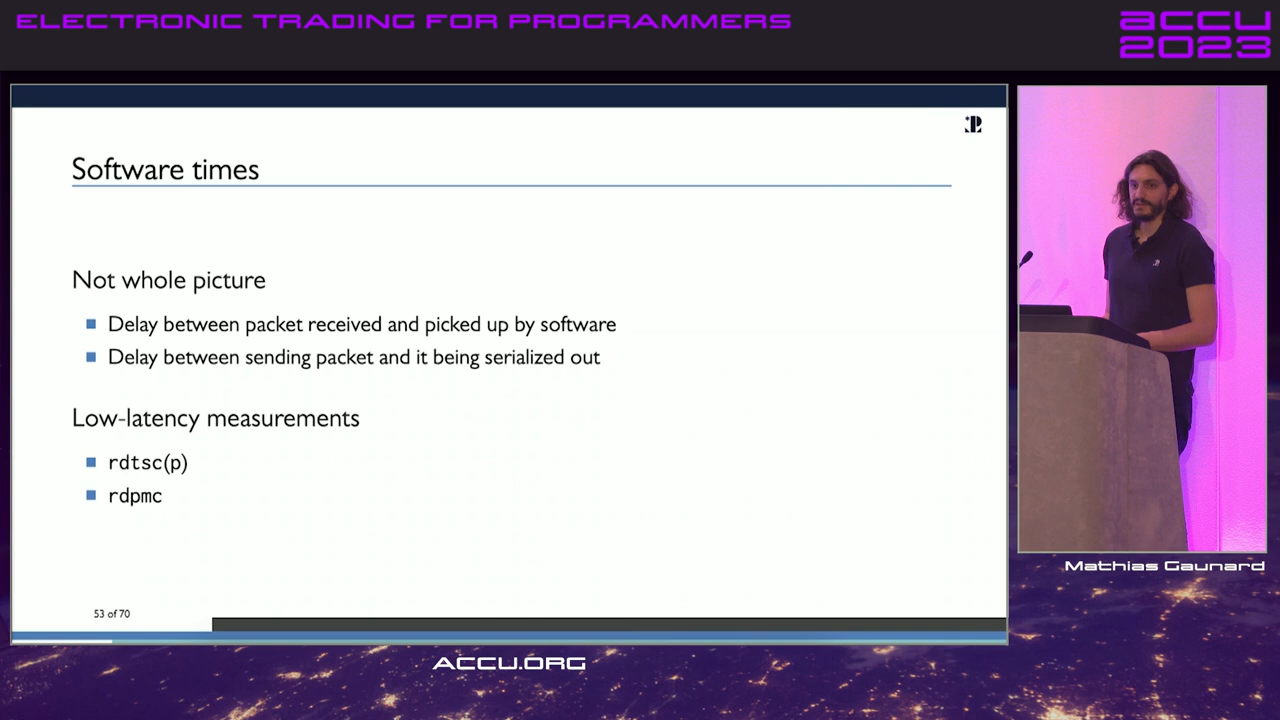 ELECTRONIC TRADING FOR PROGRAMMERS
accu
2023
Software times
Not whole picture
Delay between packet received and picked up by software
Delay between sending packet and it being serialized out
Low-latency measurements
rdtsc(p)
rdpmc
53 of 70
Mathias Gaunard
ACCU.ORG